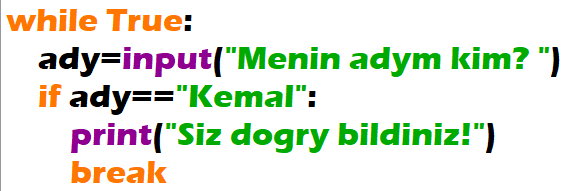 while True:
    ady=input("Menin adym kim? ")
    if ady=="Kemal":
        print("Siz dogry bildiniz!")
        break